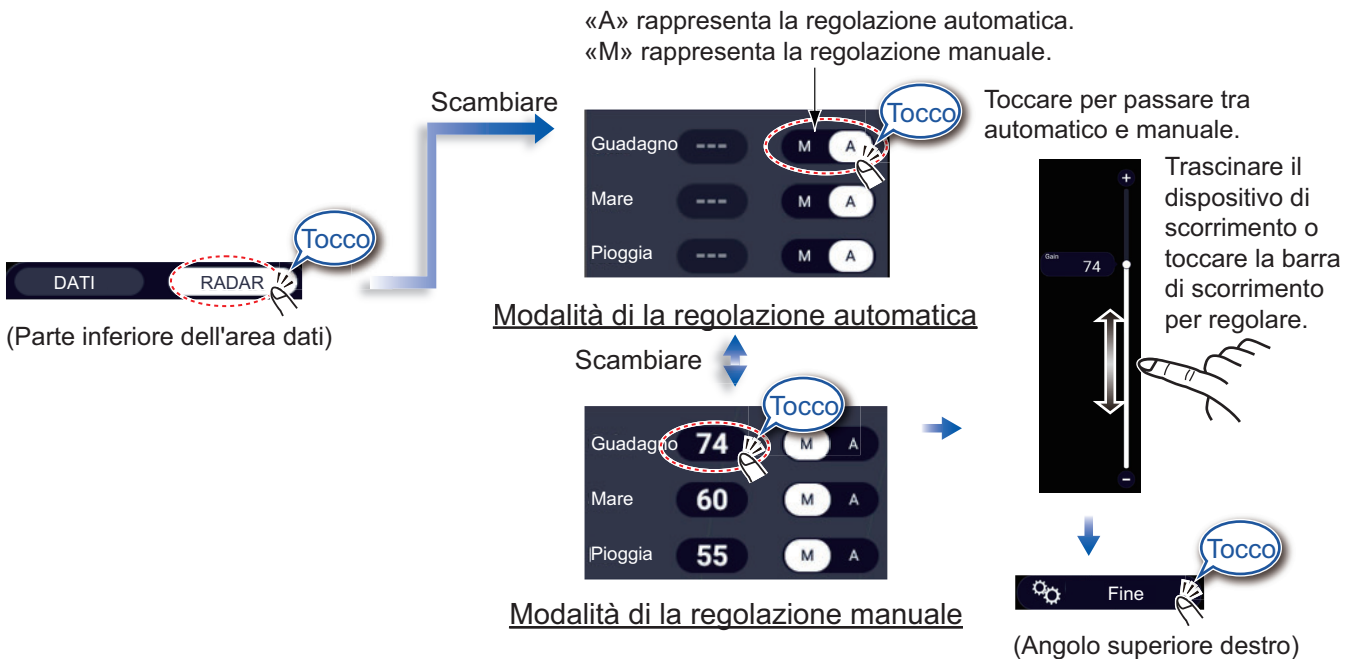 «A» rappresenta la regolazione automatica.
«M» rappresenta la regolazione manuale.
Scambiare
Tocco
Guadagno --- M A
Mare --- M A
Pioggia --- M A
Toccare per passare tra
automatico e manuale.
Tocco
DATI RADAR
(Parte inferiore dell'area dati)
Modalità di la regolazione automatica
Scambiare
Tocco
Guadagno 74 M A
Mare 60 M A
Pioggia 55 M A
Modalità di la regolazione manuale
+
Gain 74
-
Trascinare il
dispositivo di
scorrimento o
toccare la barra
di scorrimento
per regolare.
Tocco
Fine
(Angolo superiore destro)